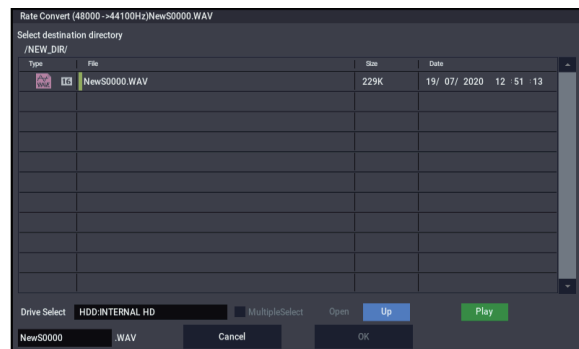 Rate Convert (48000->44100Hz)NewS0000.WAV
Select destination directory
/NEW_DIR/
Type File Size Date
WAVE 16 NewS0000.WAV 229K 19/ 07/ 2020 12 :51 :13
Drive Select HDD:INTERNAL HD MultipleSelect Open Up Play
NewS0000 .WAV Cancel OK